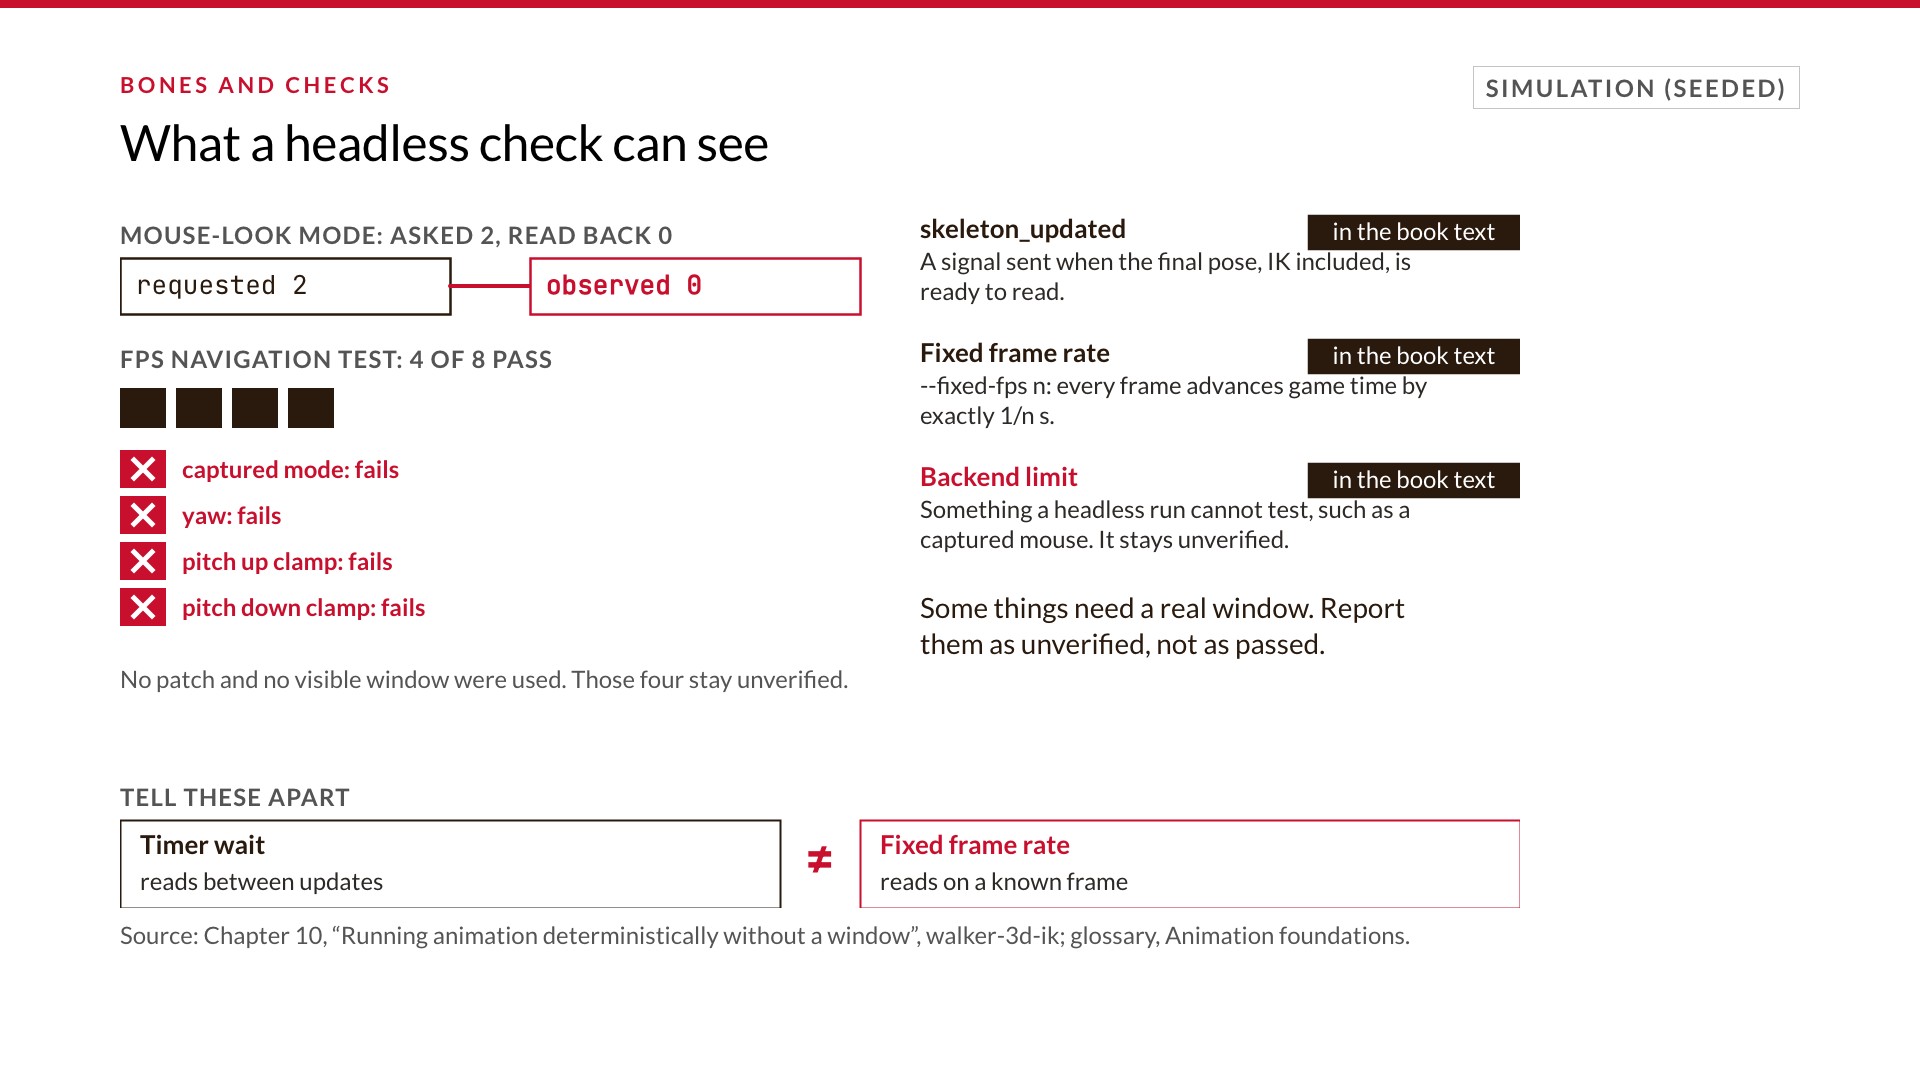 BONES AND CHECKS
SIMULATION (SEEDED)
What a headless check can see
MOUSE-LOOK MODE: ASKED 2, READ BACK 0
requested 2
observed 0
FPS NAVIGATION TEST: 4 OF 8 PASS
captured mode: fails
yaw: fails
pitch up clamp: fails
pitch down clamp: fails
No patch and no visible window were used. Those four stay unverified.
skeleton_updated
in the book text
A signal sent when the final pose, IK included, is
ready to read.
Fixed frame rate
in the book text
--fixed-fps n: every frame advances game time by
exactly 1/n s.
Backend limit
in the book text
Something a headless run cannot test, such as a
captured mouse. It stays unverified.
Some things need a real window. Report
them as unverified, not as passed.
TELL THESE APART
Timer wait
reads between updates
≠
Fixed frame rate
reads on a known frame
Source: Chapter 10, “Running animation deterministically without a window”, walker-3d-ik; glossary, Animation foundations.